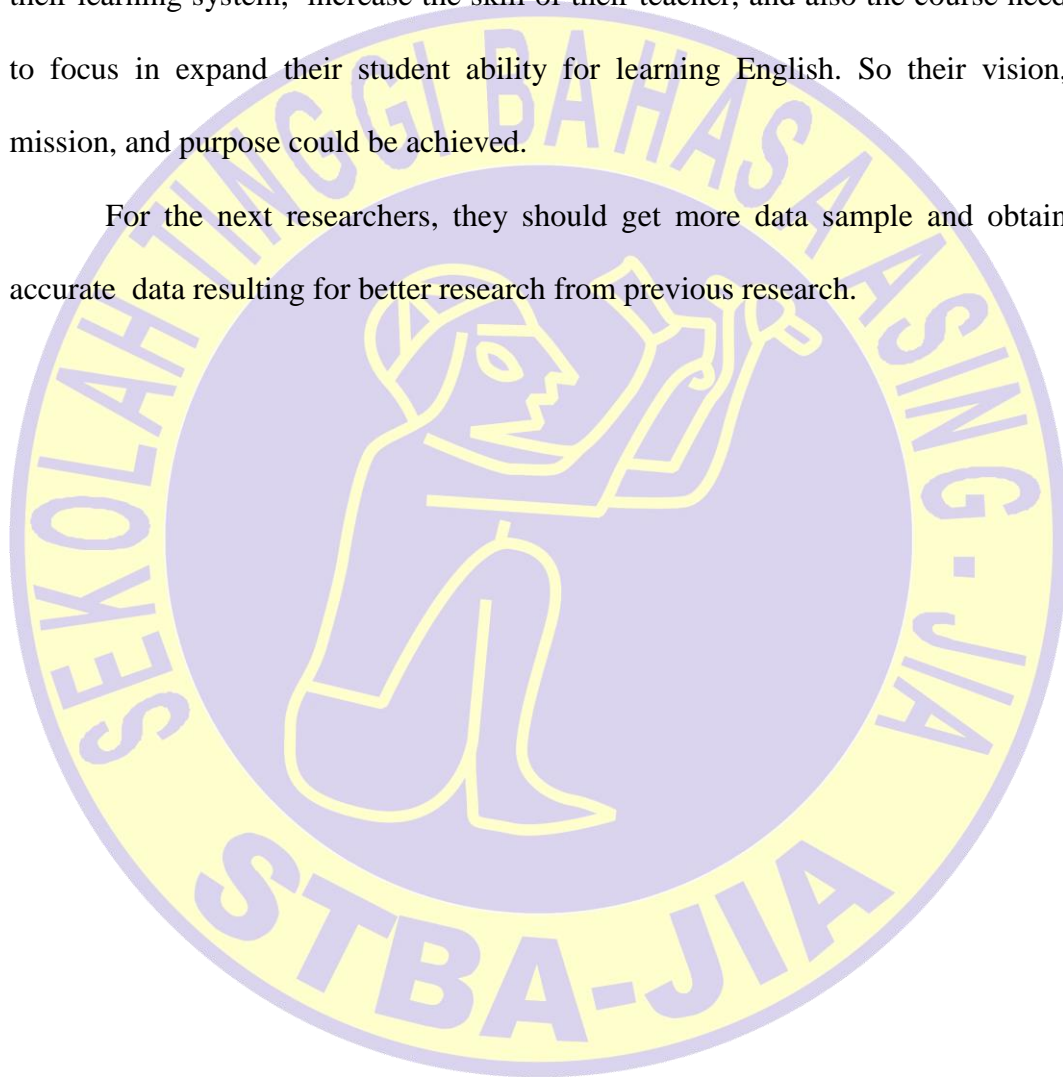 their learning system, increase the skill of their teacher, and also the course need
to focus in expand their student ability for learning English. So their vision,
mission, and purpose could be achieved.
For the next researchers, they should get more data sample and obtain
accurate data resulting for better research from previous research.
SEKOLAH TINGGI BAHASA ASING - JIA
STBA-JIA